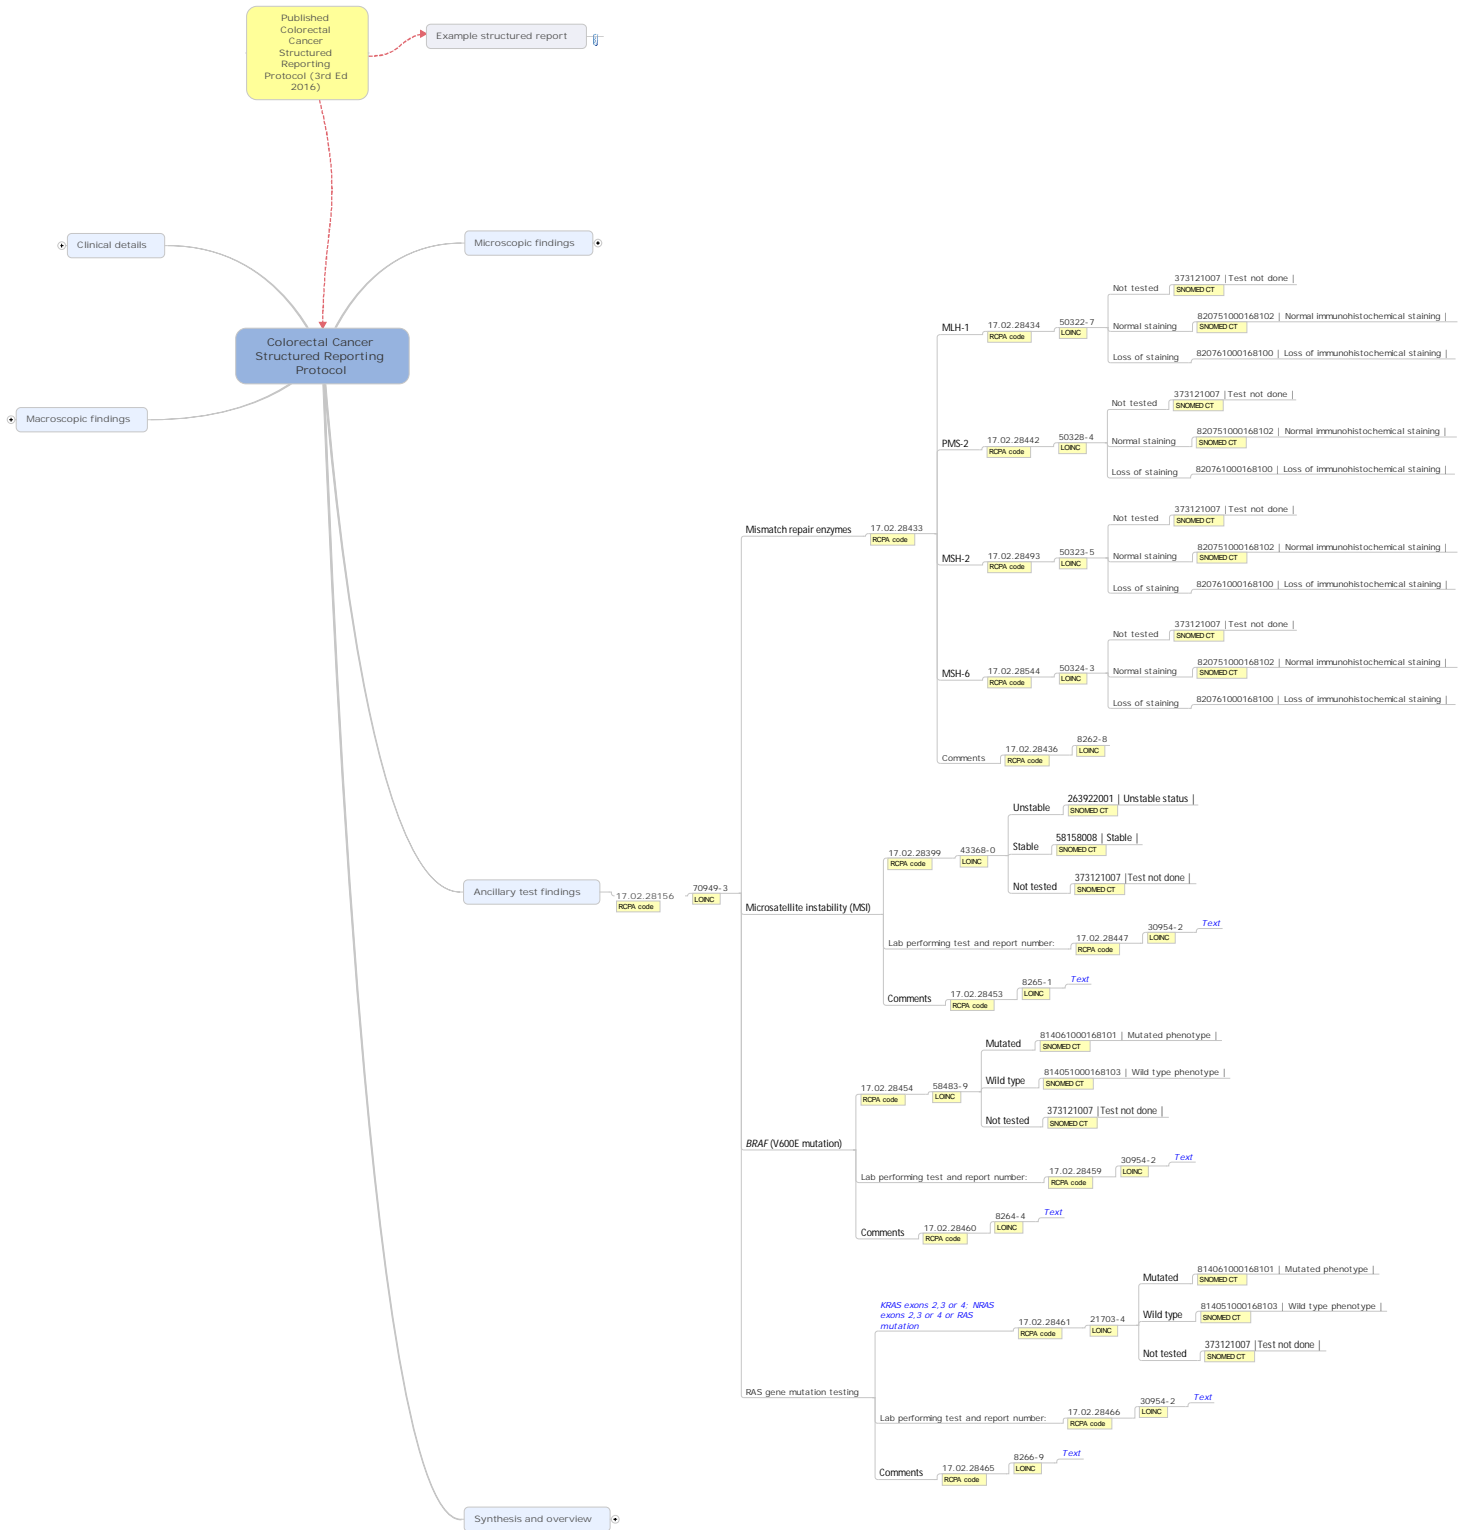 Published
Colorectal
Cancer
Structured
Reporting
Protocol (3rd Ed
2016)
Example structured report
Clinical details
Microscopic findings
Colorectal Cancer
Structured Reporting
Protocol
Macroscopic findings
Ancillary test findings
17.02.28156
RCPA code
70949-3
LOINC
Mismatch repair enzymes
17.02.28433
RCPA code
MLH-1
17.02.28434
RCPA code
50322-7
LOINC
Not tested
373121007 |Test not done |
SNOMED CT
Normal staining
820751000168102 | Normal immunohistochemical staining |
SNOMED CT
Loss of staining
820761000168100 | Loss of immunohistochemical staining |
PMS-2
17.02.28442
RCPA code
50328-4
LOINC
Not tested
373121007 |Test not done |
SNOMED CT
Normal staining
820751000168102 | Normal immunohistochemical staining |
SNOMED CT
Loss of staining
820761000168100 | Loss of immunohistochemical staining |
MSH-2
17.02.28493
RCPA code
50323-5
LOINC
Not tested
373121007 |Test not done |
SNOMED CT
Normal staining
820751000168102 | Normal immunohistochemical staining |
SNOMED CT
Loss of staining
820761000168100 | Loss of immunohistochemical staining |
MSH-6
17.02.28544
RCPA code
50324-3
LOINC
Not tested
373121007 |Test not done |
SNOMED CT
Normal staining
820751000168102 | Normal immunohistochemical staining |
SNOMED CT
Loss of staining
820761000168100 | Loss of immunohistochemical staining |
Comments
17.02.28436
RCPA code
8262-8
LOINC
Microsatellite instability (MSI)
17.02.28399
RCPA code
43368-0
LOINC
Unstable
263922001 | Unstable status |
SNOMED CT
Stable
58158008 | Stable |
SNOMED CT
Not tested
373121007 |Test not done |
SNOMED CT
Lab performing test and report number:
17.02.28447
RCPA code
30954-2
LOINC
Text
Comments
17.02.28453
RCPA code
8265-1
LOINC
Text
BRAF (V600E mutation)
17.02.28454
RCPA code
58483-9
LOINC
Mutated
814061000168101 | Mutated phenotype |
SNOMED CT
Wild type
814051000168103 | Wild type phenotype |
SNOMED CT
Not tested
373121007 |Test not done |
SNOMED CT
Lab performing test and report number:
17.02.28459
RCPA code
30954-2
LOINC
Text
Comments
17.02.28460
RCPA code
8264-4
LOINC
Text
RAS gene mutation testing
KRAS exons 2,3 or 4; NRAS
exons 2,3 or 4 or RAS
mutation
17.02.28461
RCPA code
21703-4
LOINC
Mutated
814061000168101 | Mutated phenotype |
SNOMED CT
Wild type
814051000168103 | Wild type phenotype |
SNOMED CT
Not tested
373121007 |Test not done |
SNOMED CT
Lab performing test and report number:
17.02.28466
RCPA code
30954-2
LOINC
Text
Comments
17.02.28465
RCPA code
8266-9
LOINC
Text
Synthesis and overview